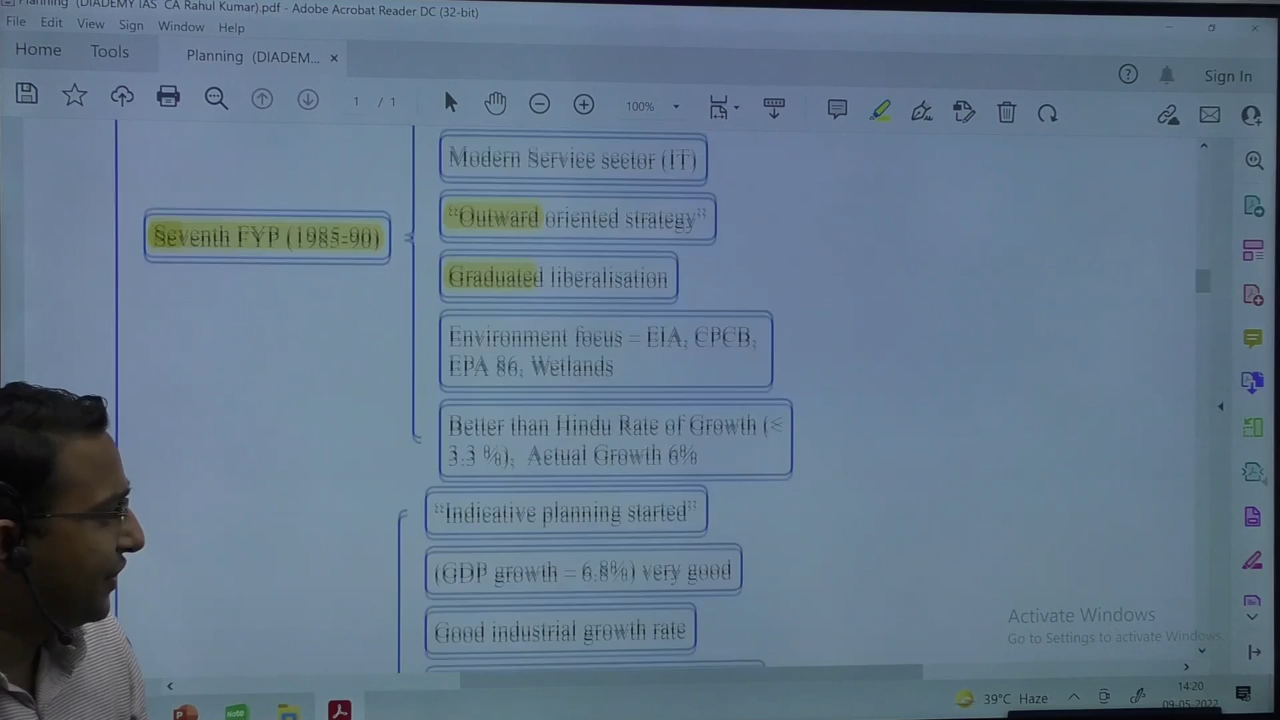 Planning (DIADEMY IAS CA Rahul Kumar).pdf - Adobe Acrobat Reader DC (32-bit)
File Edit View Sign Window Help
Home Tools Planning (DIADEM... ×
Sign In
1 / 1 100%
Modern Service sector (IT)
"Outward oriented strategy"
Seventh FYP (1985-90)
Graduated liberalisation
Environment focus = EIA, CPCB,
EPA 86, Wetlands
Better than Hindu Rate of Growth (<
3.3 %), Actual Growth 6%
"Indicative planning started"
(GDP growth = 6.8%) very good
Good industrial growth rate
Activate Windows
Go to Settings to activate Windows.
39°C Haze
14:20
09-05-2022